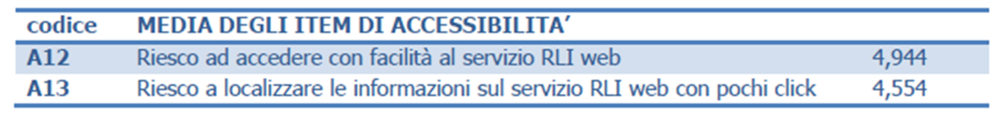 codice MEDIA DEGLI ITEM DI ACCESSIBILITA’
A12 Riesco ad accedere con facilità al servizio RLI web 4,944
A13 Riesco a localizzare le informazioni sul servizio RLI web con pochi click 4,554